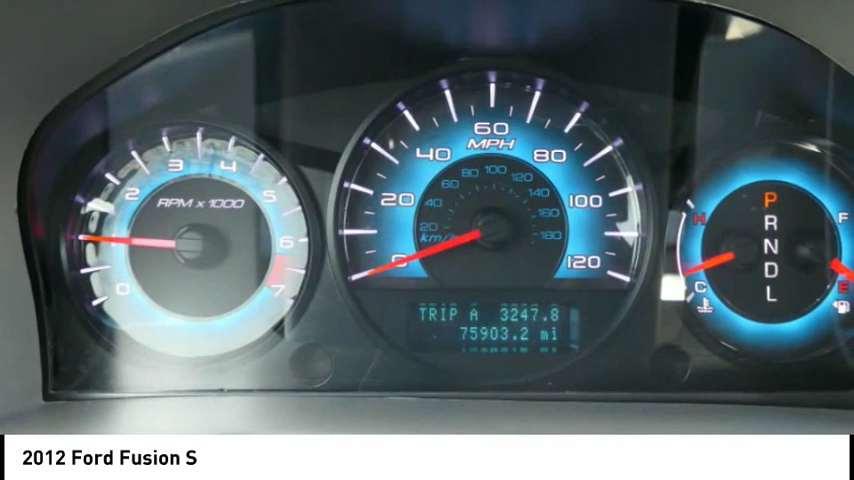 0
2
3
4
5
6
7
RPM x 1000
0
20
40
60
80
100
120
MPH
20
40
60
80
100
120
140
160
180
km/h
H
C
P
R
N
D
L
F
E
TRIP A 3247.8
75903.2 mi
2012 Ford Fusion S